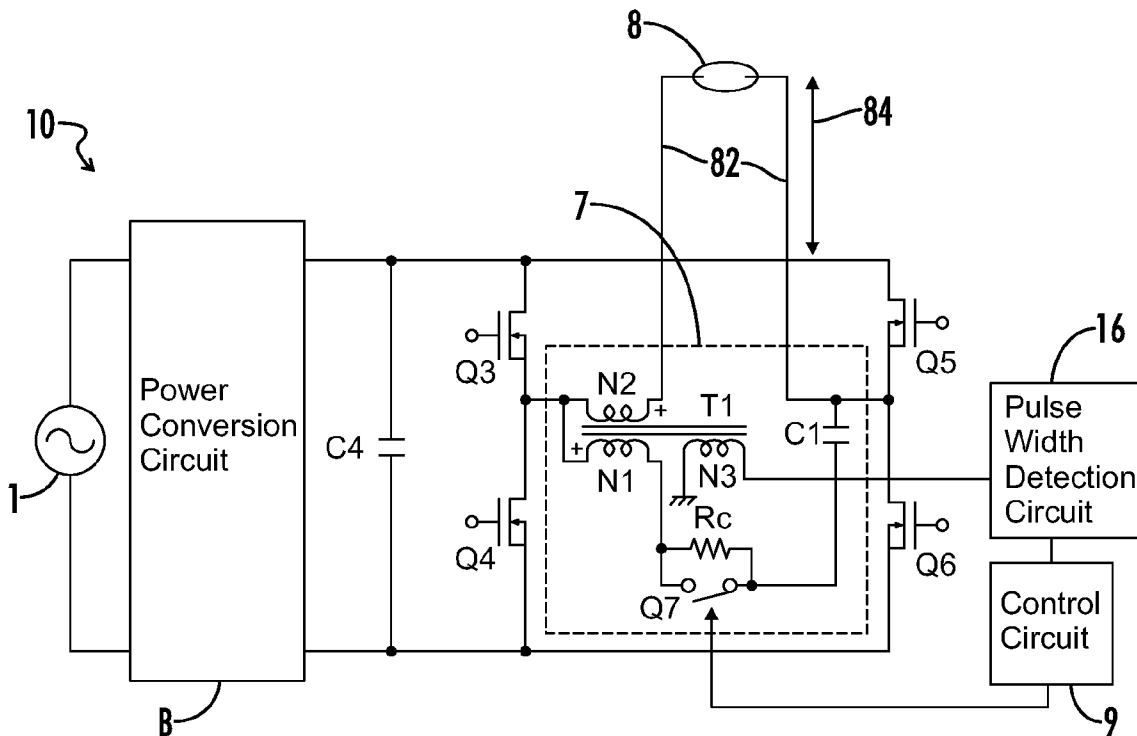 8
10
84
82
7
Q3
Q5
16
Power
Conversion
Circuit
N2
+
T1
C1
Pulse
Width
Detection
Circuit
C4
+
N1
N3
1
Rc
Q4
Q6
Q7
Control
Circuit
B
9